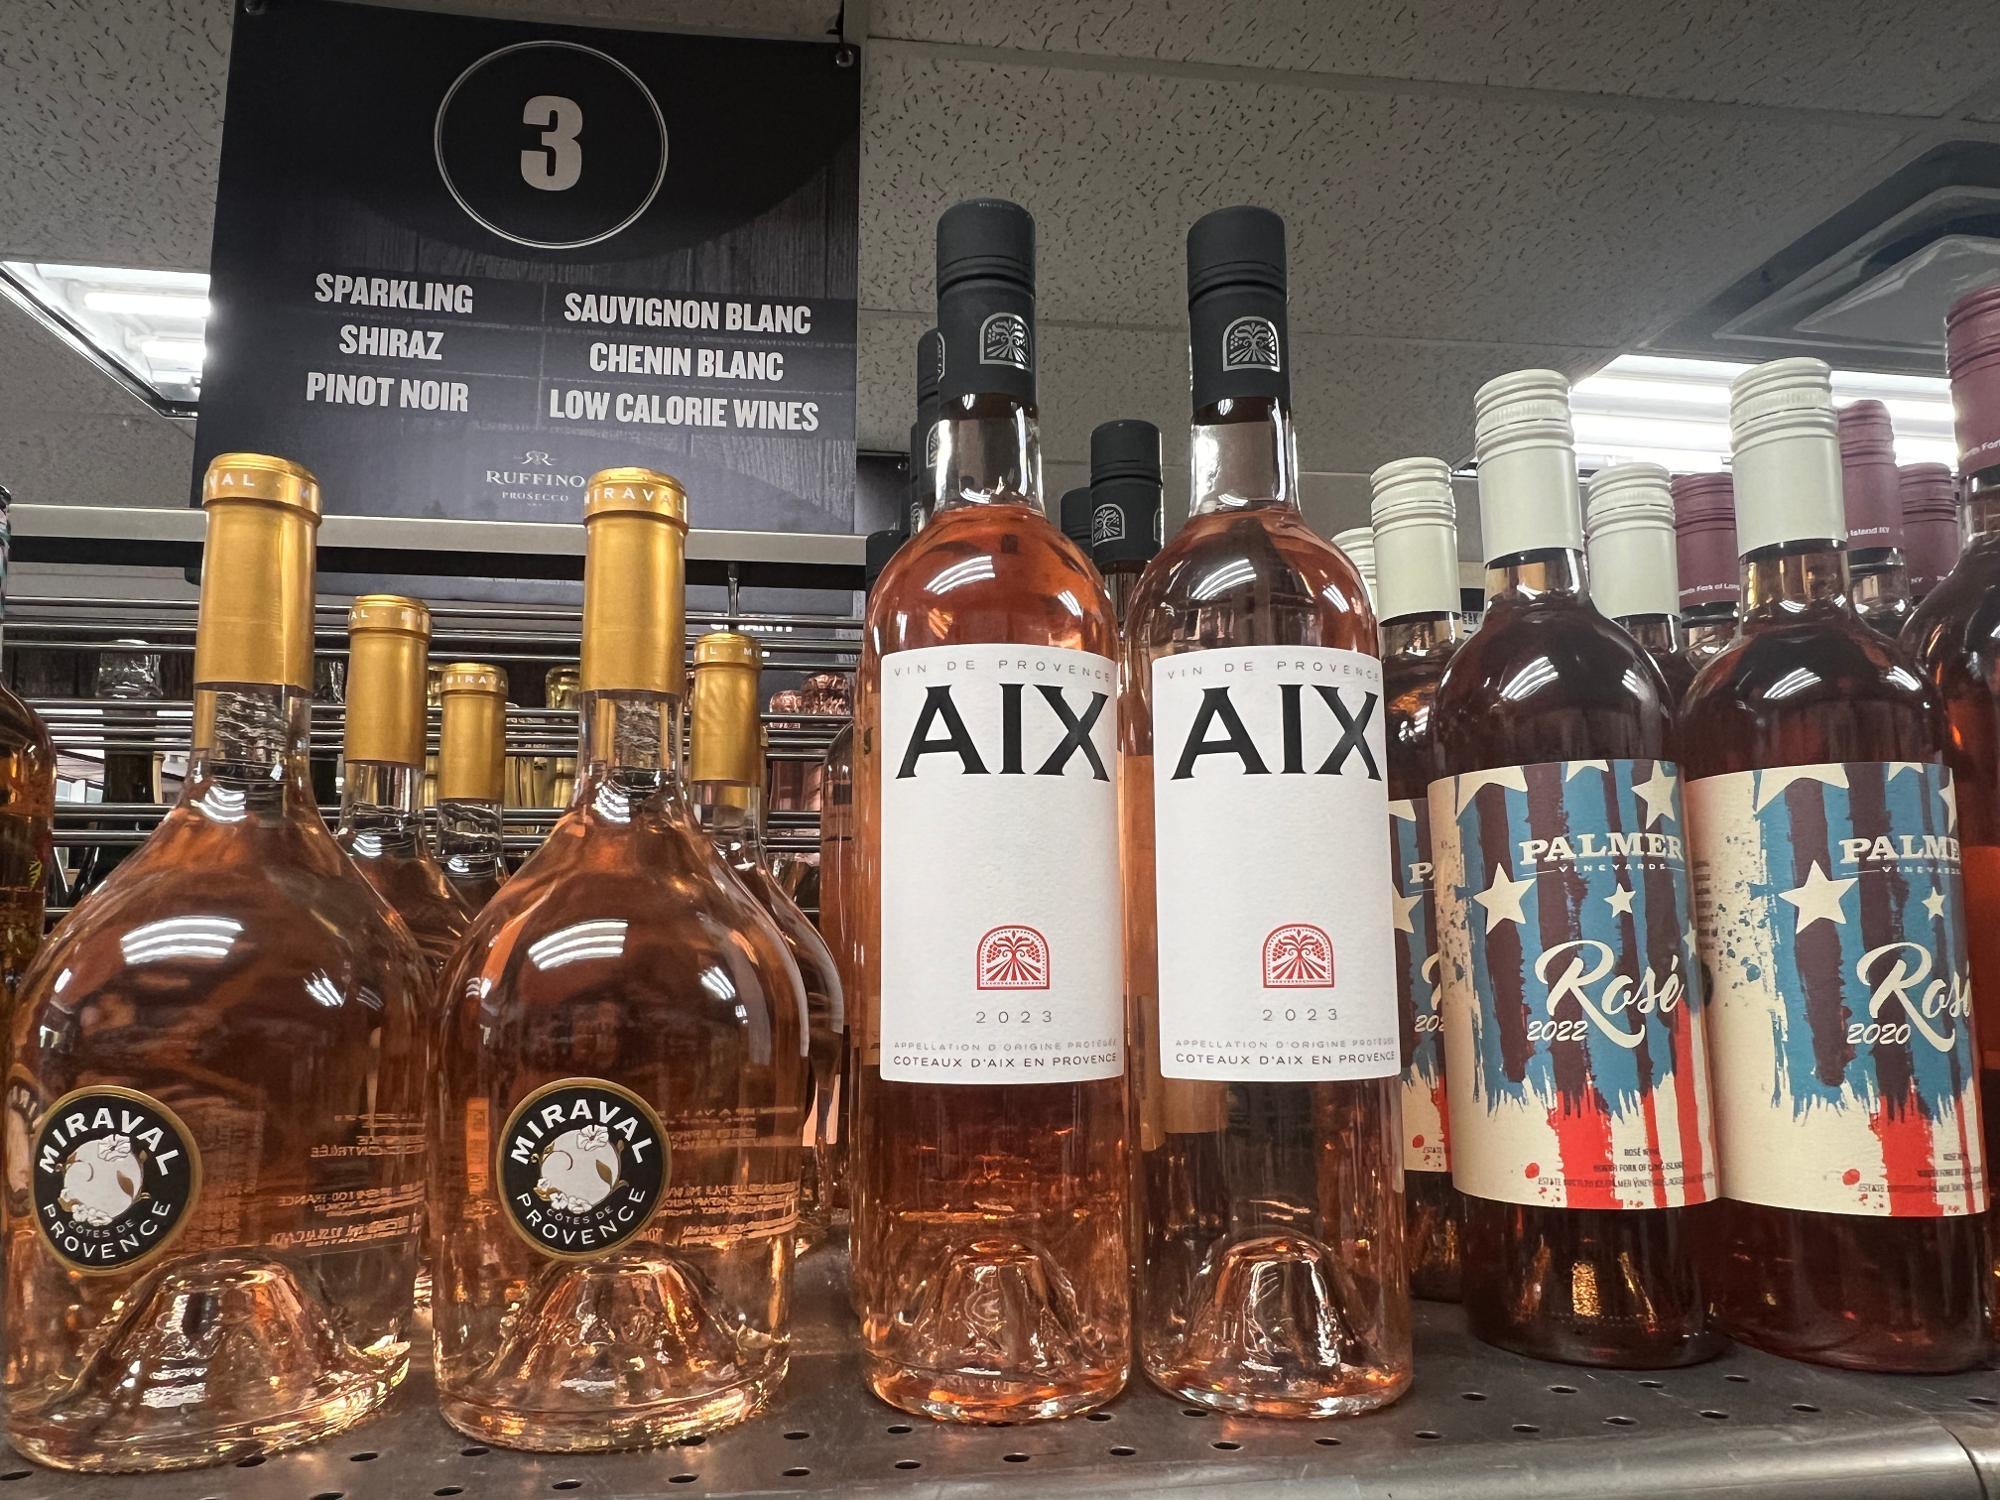 3
SPARKLING
SHIRAZ
PINOT NOIR
SAUVIGNON BLANC
CHENIN BLANC
LOW CALORIE WINES
RUFFINO
PROSECCO
MIRAVAL
MIRAVAL
CÔTES DE
PROVENCE
MIRAVAL
MIRAVAL
CÔTES DE
PROVENCE
VIN DE PROVENCE
AIX
2023
APPELLATION D'ORIGINE PROTÉGÉE
COTEAUX D'AIX EN PROVENCE
VIN DE PROVENCE
AIX
2023
APPELLATION D'ORIGINE PROTÉGÉE
COTEAUX D'AIX EN PROVENCE
PALMER
VINEYARDS
Rosé
2022
PALME
VINEYARDS
Rosé
2020